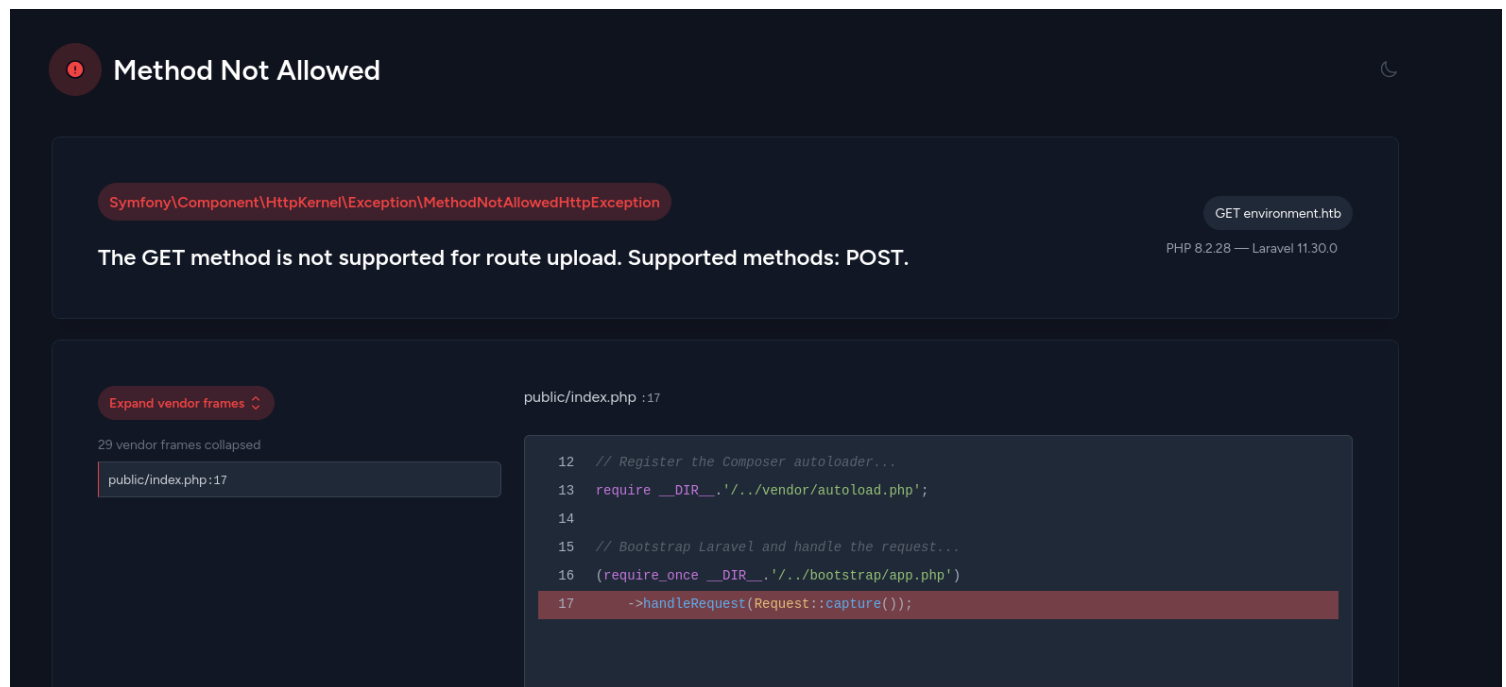 Method Not Allowed
Symfony\Component\HttpKernel\Exception\MethodNotAllowedHttpException
GET environment.htb
The GET method is not supported for route upload. Supported methods: POST.
PHP 8.2.28 — Laravel 11.30.0
Expand vendor frames
29 vendor frames collapsed
public/index.php:17
public/index.php :17
12 // Register the Composer autoloader...
13 require __DIR__.'/../vendor/autoload.php';
14
15 // Bootstrap Laravel and handle the request...
16 (require_once __DIR__.'/../bootstrap/app.php')
17 ->handleRequest(Request::capture());